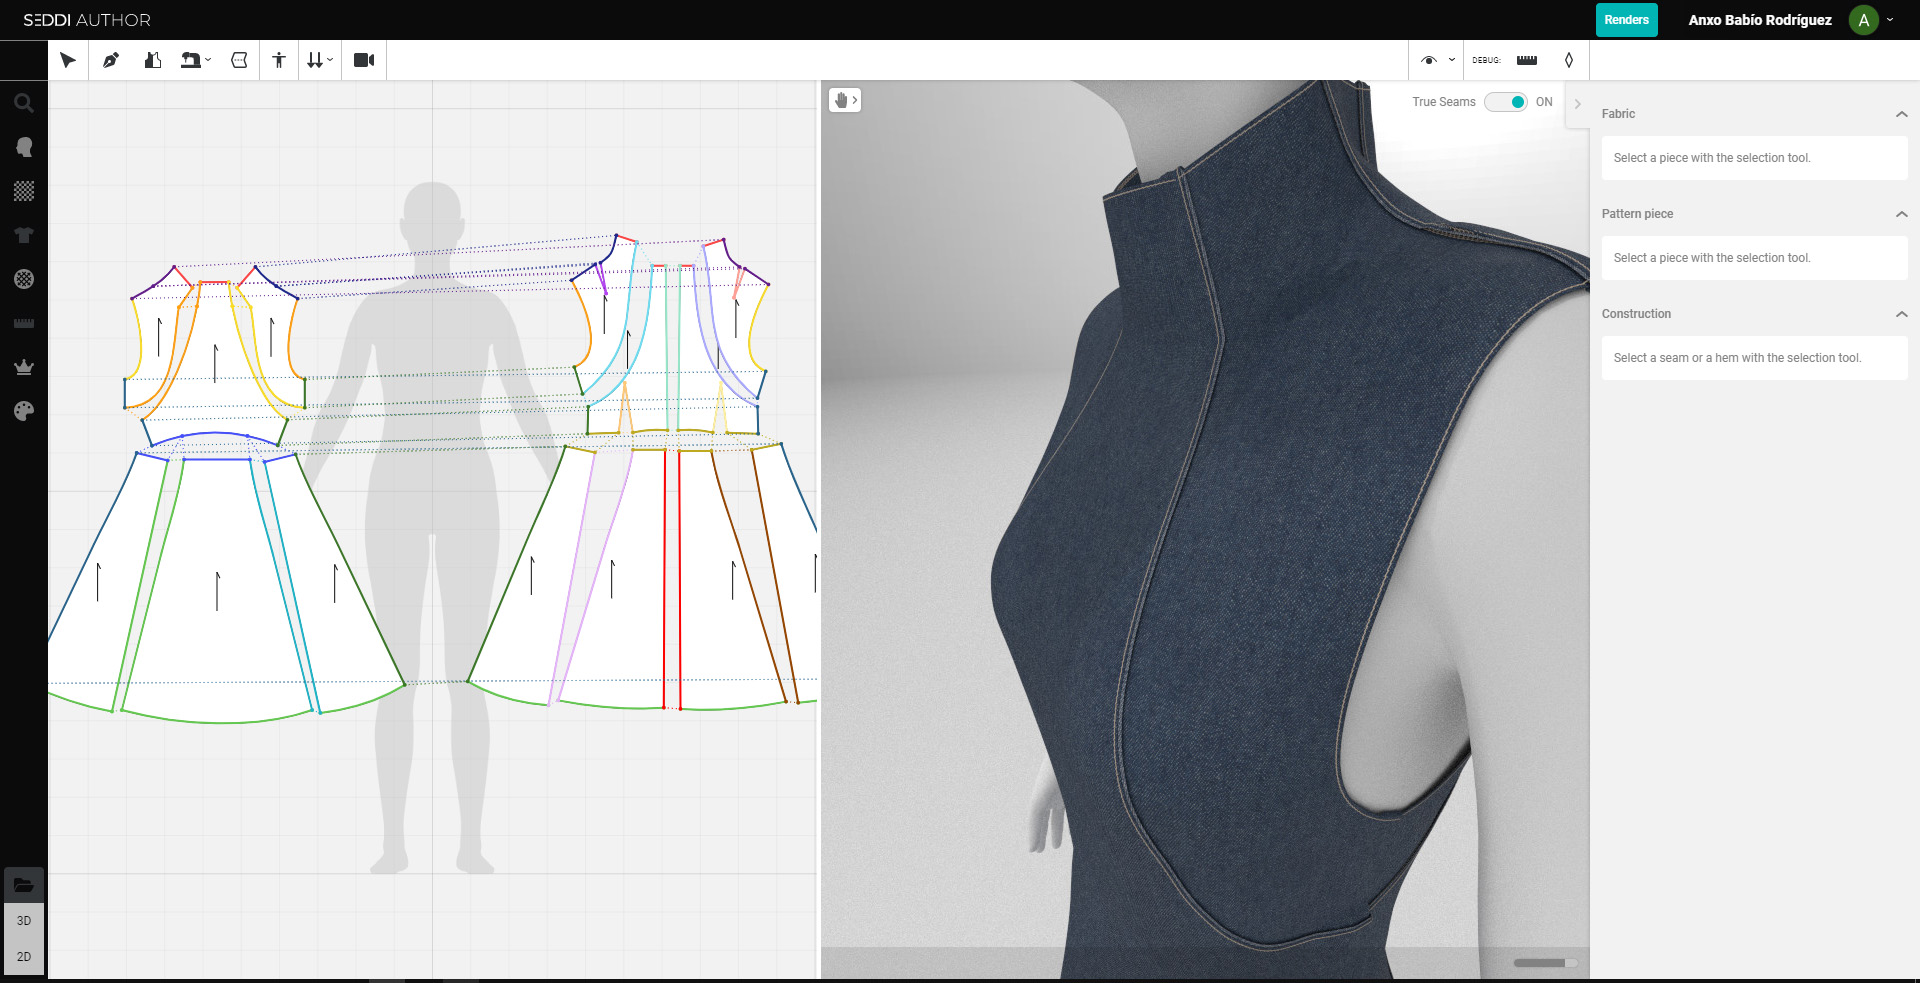 SEDDI AUTHOR
Renders
Anxo Babío Rodríguez
A
DEBUG:
True Seams
ON
Fabric
Select a piece with the selection tool.
Pattern piece
Select a piece with the selection tool.
Construction
Select a seam or a hem with the selection tool.
3D
2D